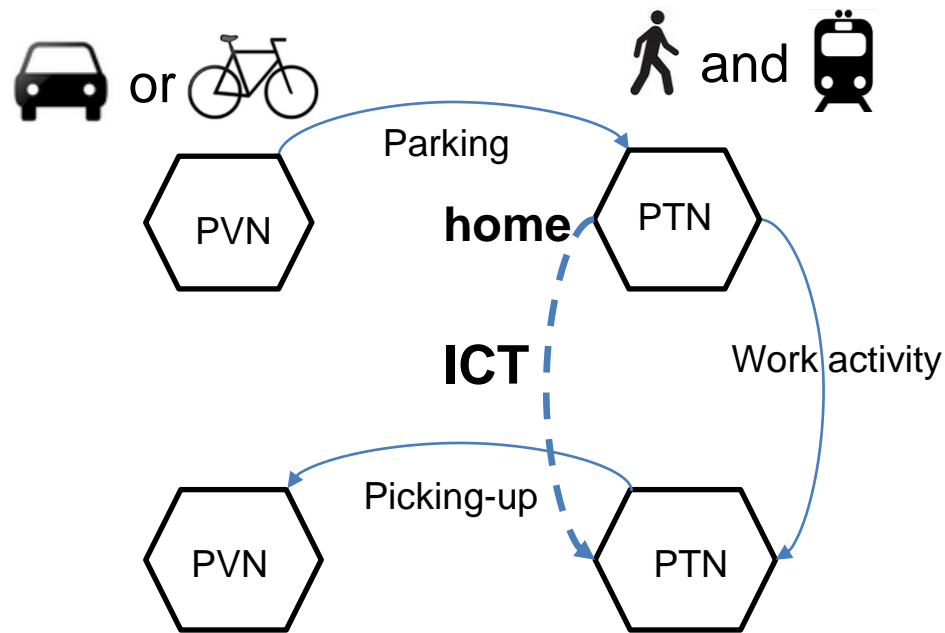 or
and
Parking
PVN
home
PTN
ICT
Work activity
Picking-up
PVN
PTN